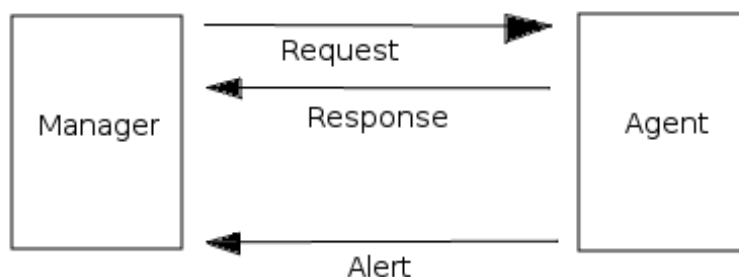 Request
Response
Manager
Agent
Alert